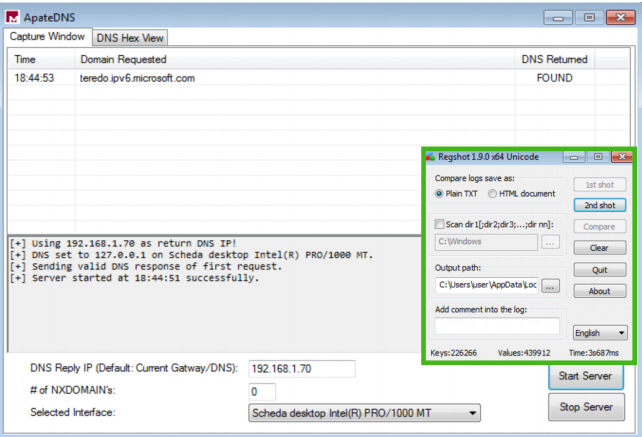 ApateDNS
Capture Window DNS Hex View
Time Domain Requested DNS Returned
18:44:53 teredo.ipv6.microsoft.com FOUND
[+] Using 192.168.1.70 as return DNS IP!
[+] DNS set to 127.0.0.1 on Scheda desktop Intel(R) PRO/1000 MT.
[+] Sending valid DNS response of first request.
[+] Server started at 18:44:51 successfully.
DNS Reply IP (Default: Current Gatway/DNS): 192.168.1.70
# of NXDOMAIN's: 0
Selected Interface: Scheda desktop Intel(R) PRO/1000 MT
Start Server
Stop Server
Regshot 1.9.0 x64 Unicode
Compare logs save as:
Plain TXT HTML document
1st shot
2nd shot
Scan dir1[;dir2;dir3;...;dir nn]:
Compare
C:\Windows ...
Clear
Output path:
Quit
C:\Users\user\AppData\Loc ...
About
Add comment into the log:
English
Keys:226266 Values:439912 Time:3s687ms